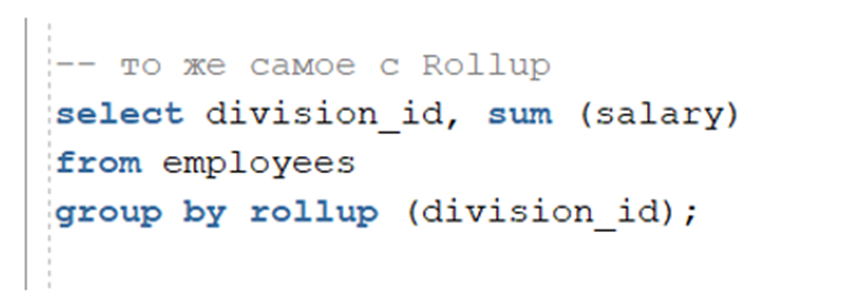 -- то же самое с Rollup
select division_id, sum (salary)
from employees
group by rollup (division_id);